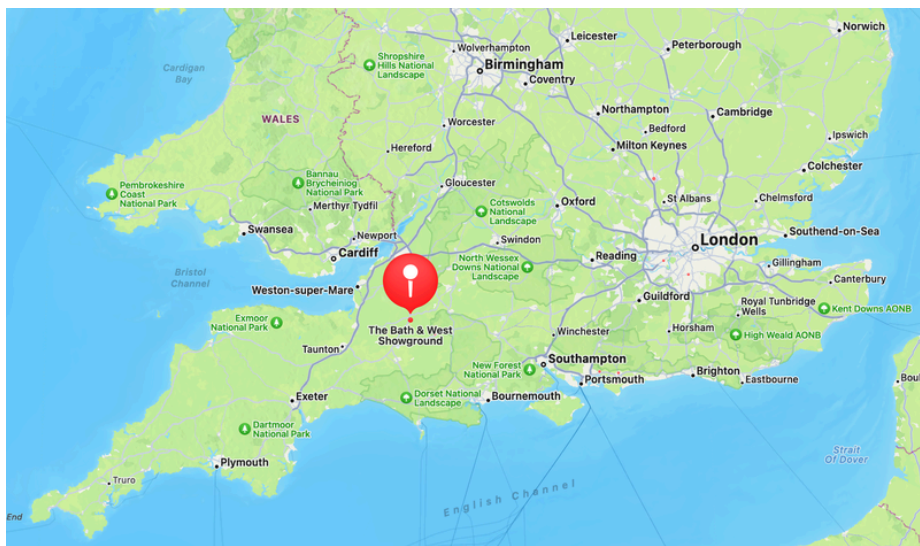 Norwich
Leicester
Peterborough
Wolverhampton
Shropshire
Hills National
Landscape
Birmingham
Coventry
Cardigan
Bay
Northampton
Cambridge
WALES
Worcester
Bedford
Ipswich
Hereford
Milton Keynes
Colchester
Pembrokeshire
Coast
National Park
Bannau
Brycheiniog
National Park
Gloucester
Merthyr Tydfil
Cotswolds
National
Landscape
Oxford
St Albans
Chelmsford
Swansea
Newport
Cardiff
Swindon
London
Southend-on-Sea
North Wessex
Downs National
Landscape
Reading
Gillingham
Bristol
Channel
Weston-super-Mare
Canterbury
Guildford
Royal Tunbridge
Wells
Kent Downs AONB
Exmoor
National Park
The Bath & West
Showground
Winchester
Horsham
High Weald AONB
Taunton
New Forest
National Park
Southampton
Portsmouth
Brighton
Eastbourne
Exeter
Dorset National
Landscape
Bournemouth
Dartmoor
National Park
Strait
Of Dover
Plymouth
Truro
English Channel
End
Bou